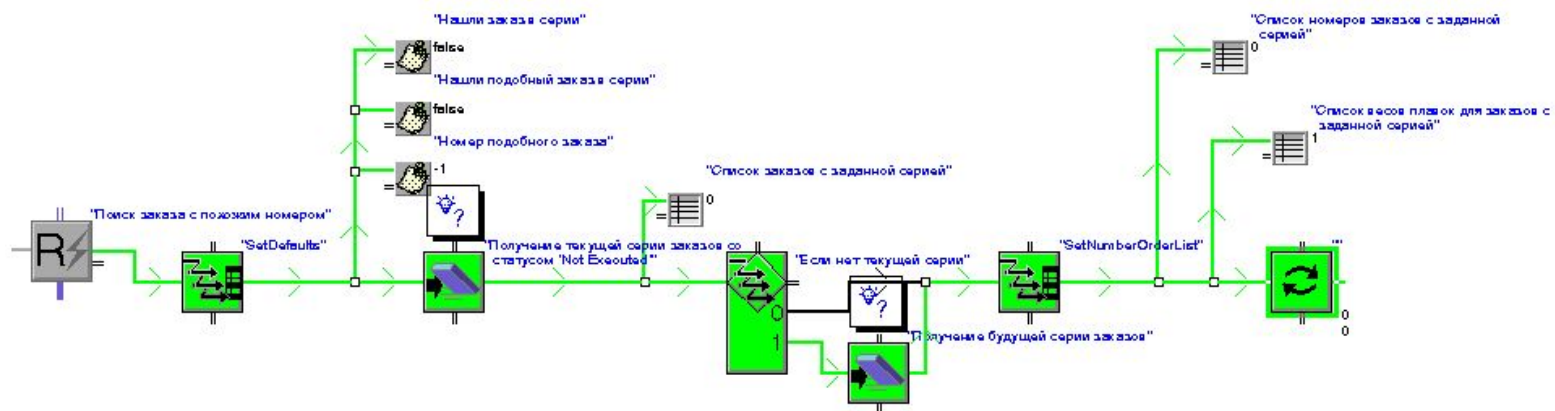 "Нашли заказ в серии"
false
"Нашли подобный заказ в серии"
false
"Номер подобного заказа"
-1
"Список номеров заказов с заданной
серией"
0
"Список весов плавок для заказов с
заданной серией"
1
"Список заказов с заданной серией"
0
"Поиск заказа с похожим номером"
R
"SetDefaults"
"Получение текущей серии заказов со
статусом 'Not Executed'"
?
"Если нет текущей серии"
0
1
?
"Получение будущей серии заказов"
"SetNumberOrderList"
""
0
0